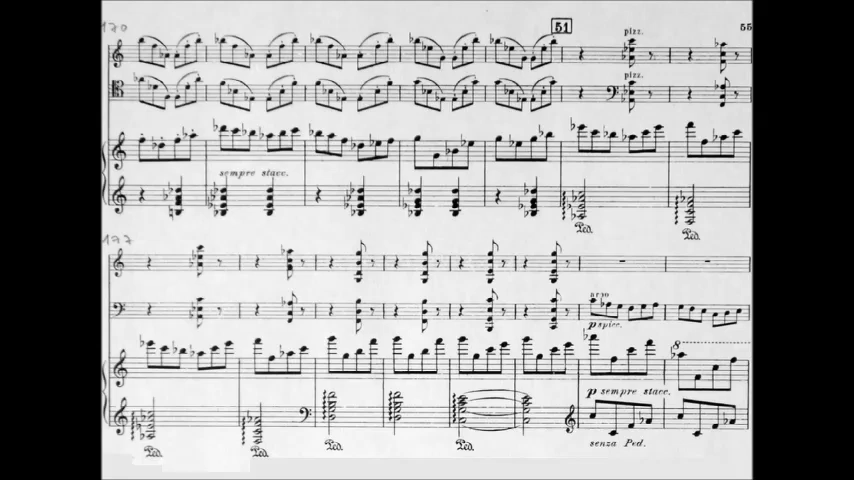 170
51
55
pizz.
pizz.
sempre stacc.
Ped.
Ped.
177
arco
p spicc.
8
p sempre stacc.
Ped.
Ped.
Ped.
Ped.
senza Ped.